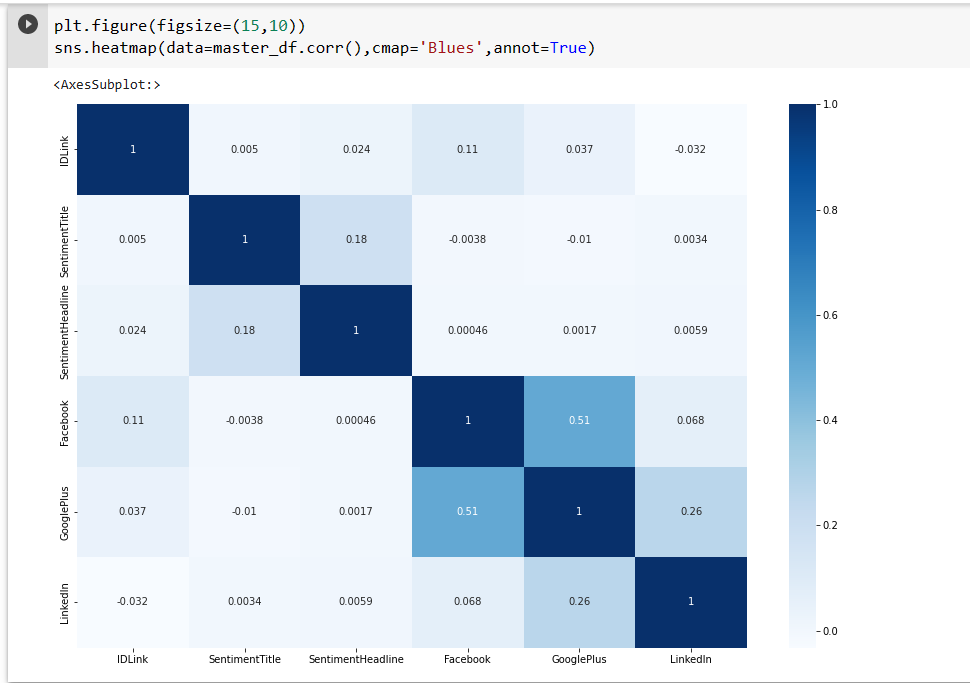 plt.figure(figsize=(15,10))
sns.heatmap(data=master_df.corr(),cmap='Blues',annot=True)
<AxesSubplot:>
IDLink 1 0.005 0.024 0.11 0.037 -0.032
SentimentTitle 0.005 1 0.18 -0.0038 -0.01 0.0034
SentimentHeadline 0.024 0.18 1 0.00046 0.0017 0.0059
Facebook 0.11 -0.0038 0.00046 1 0.51 0.068
GooglePlus 0.037 -0.01 0.0017 0.51 1 0.26
LinkedIn -0.032 0.0034 0.0059 0.068 0.26 1
IDLink SentimentTitle SentimentHeadline Facebook GooglePlus LinkedIn
1.0
0.8
0.6
0.4
0.2
0.0